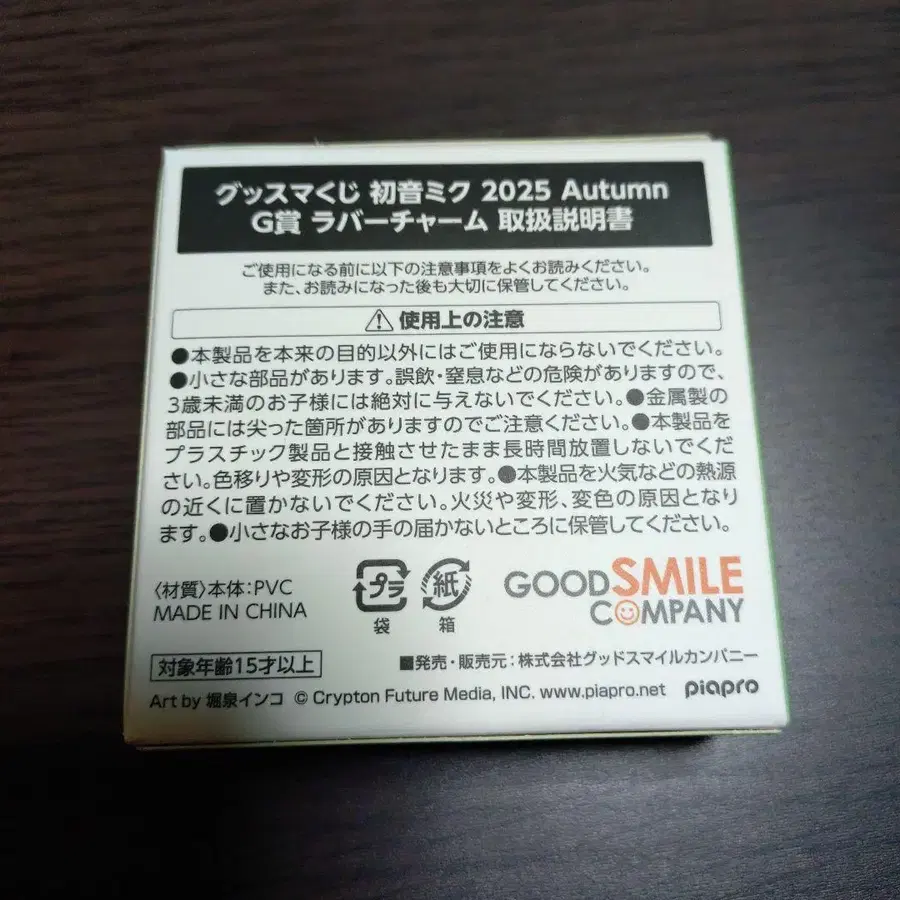 グッスマくじ 初音ミク 2025 Autumn
G賞 ラバーチャーム 取扱説明書
ご使用になる前に以下の注意事項をよくお読みください。
また、お読みになった後も大切に保管してください。
⚠ 使用上の注意
●本製品を本来の目的以外にはご使用にならないでください。
●小さな部品があります。誤飲・窒息などの危険がありますので、
3歳未満のお子様には絶対に与えないでください。●金属製の
部品には尖った箇所がありますのでご注意ください。●本製品を
プラスチック製品と接触させたまま長時間放置しないでくだ
さい。色移りや変形の原因となります。●本製品を火気などの熱源
の近くに置かないでください。火災や変形、変色の原因となり
ます。●小さなお子様の手の届かないところに保管してください。
〈材質〉本体:PVC
MADE IN CHINA
プラ
袋
紙
箱
GOOD SMILE
COMPANY
対象年齢15才以上
■発売・販売元:株式会社グッドスマイルカンパニー
Art by 堀泉インコ © Crypton Future Media, INC. www.piapro.net piapro